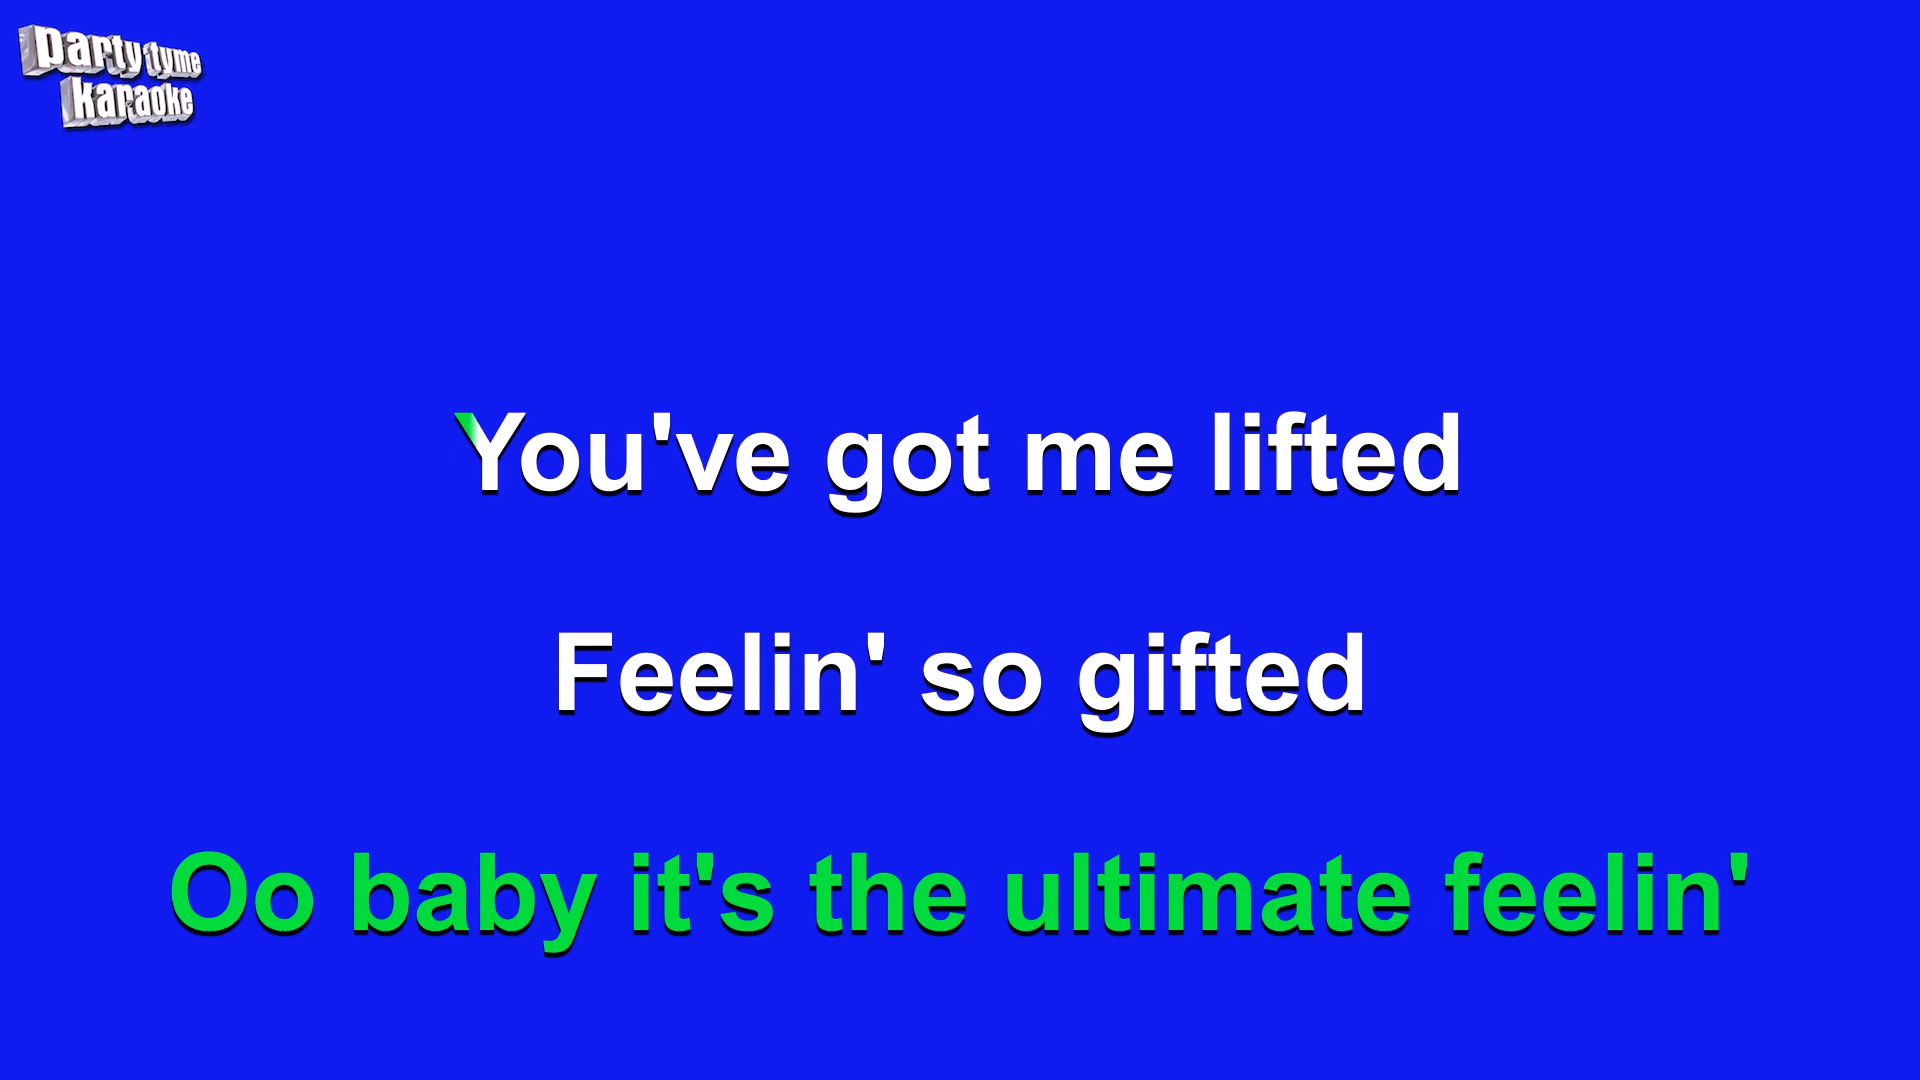 party tyme
karaoke
You've got me lifted
Feelin' so gifted
Oo baby it's the ultimate feelin'